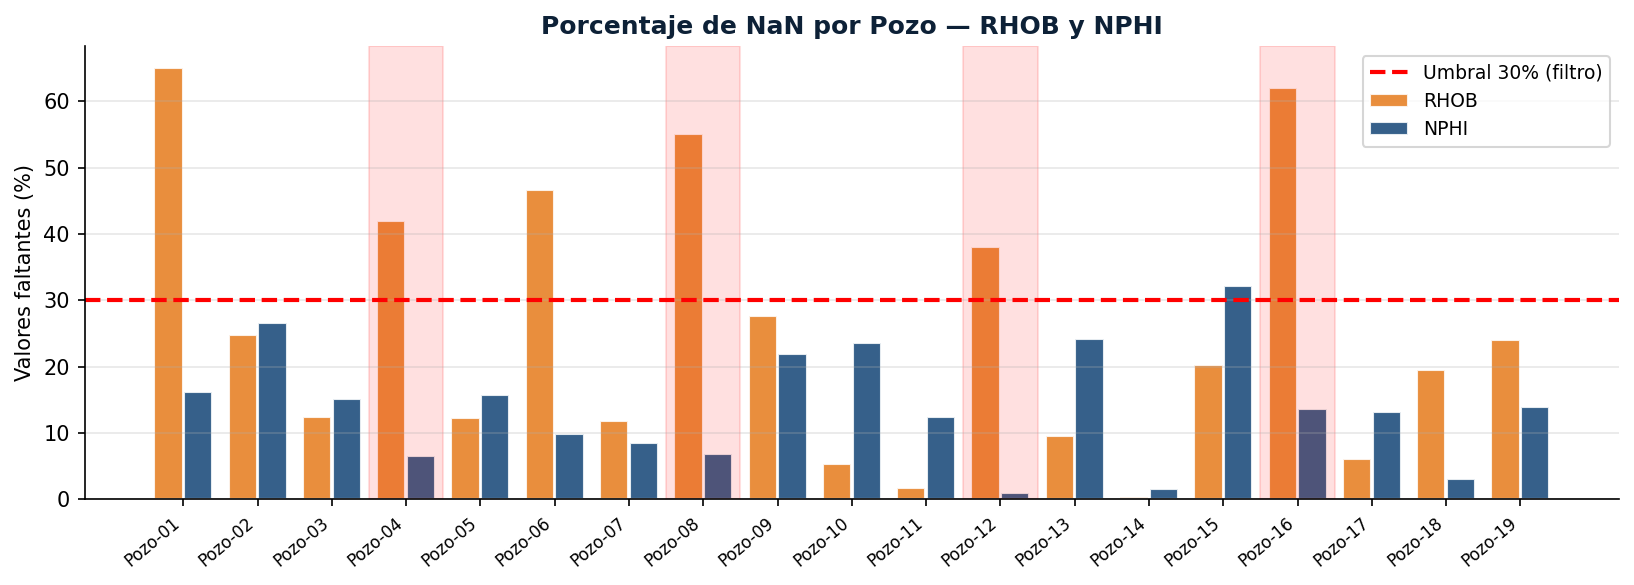 Porcentaje de NaN por Pozo — RHOB y NPHI
Valores faltantes (%)
60
50
40
30
20
10
0
Umbral 30% (filtro)
RHOB
NPHI
Pozo-01
Pozo-02
Pozo-03
Pozo-04
Pozo-05
Pozo-06
Pozo-07
Pozo-08
Pozo-09
Pozo-10
Pozo-11
Pozo-12
Pozo-13
Pozo-14
Pozo-15
Pozo-16
Pozo-17
Pozo-18
Pozo-19